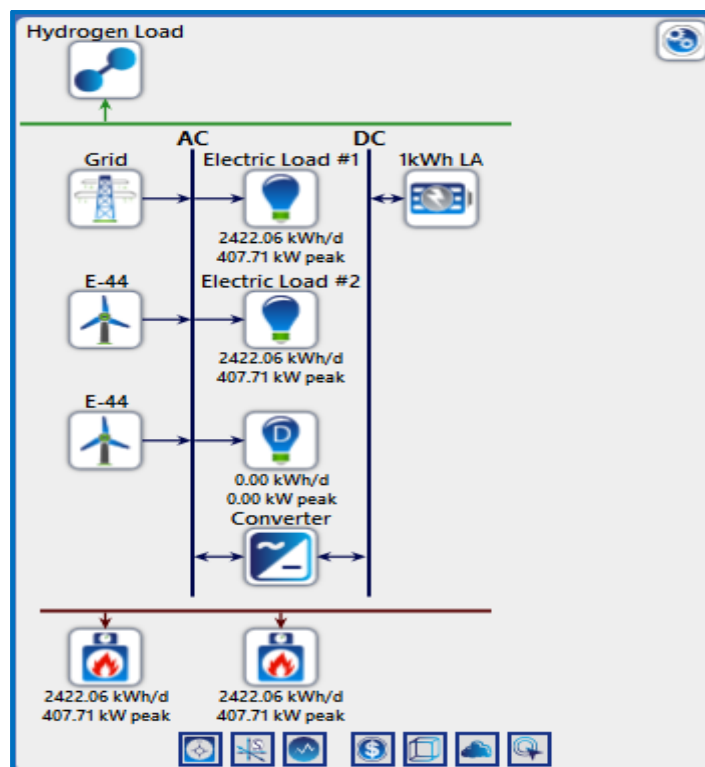 Hydrogen Load
AC
DC
Grid
Electric Load #1
1kWh LA
2422.06 kWh/d
407.71 kW peak
E-44
Electric Load #2
2422.06 kWh/d
407.71 kW peak
E-44
D
0.00 kWh/d
0.00 kW peak
Converter
2422.06 kWh/d
407.71 kW peak
2422.06 kWh/d
407.71 kW peak